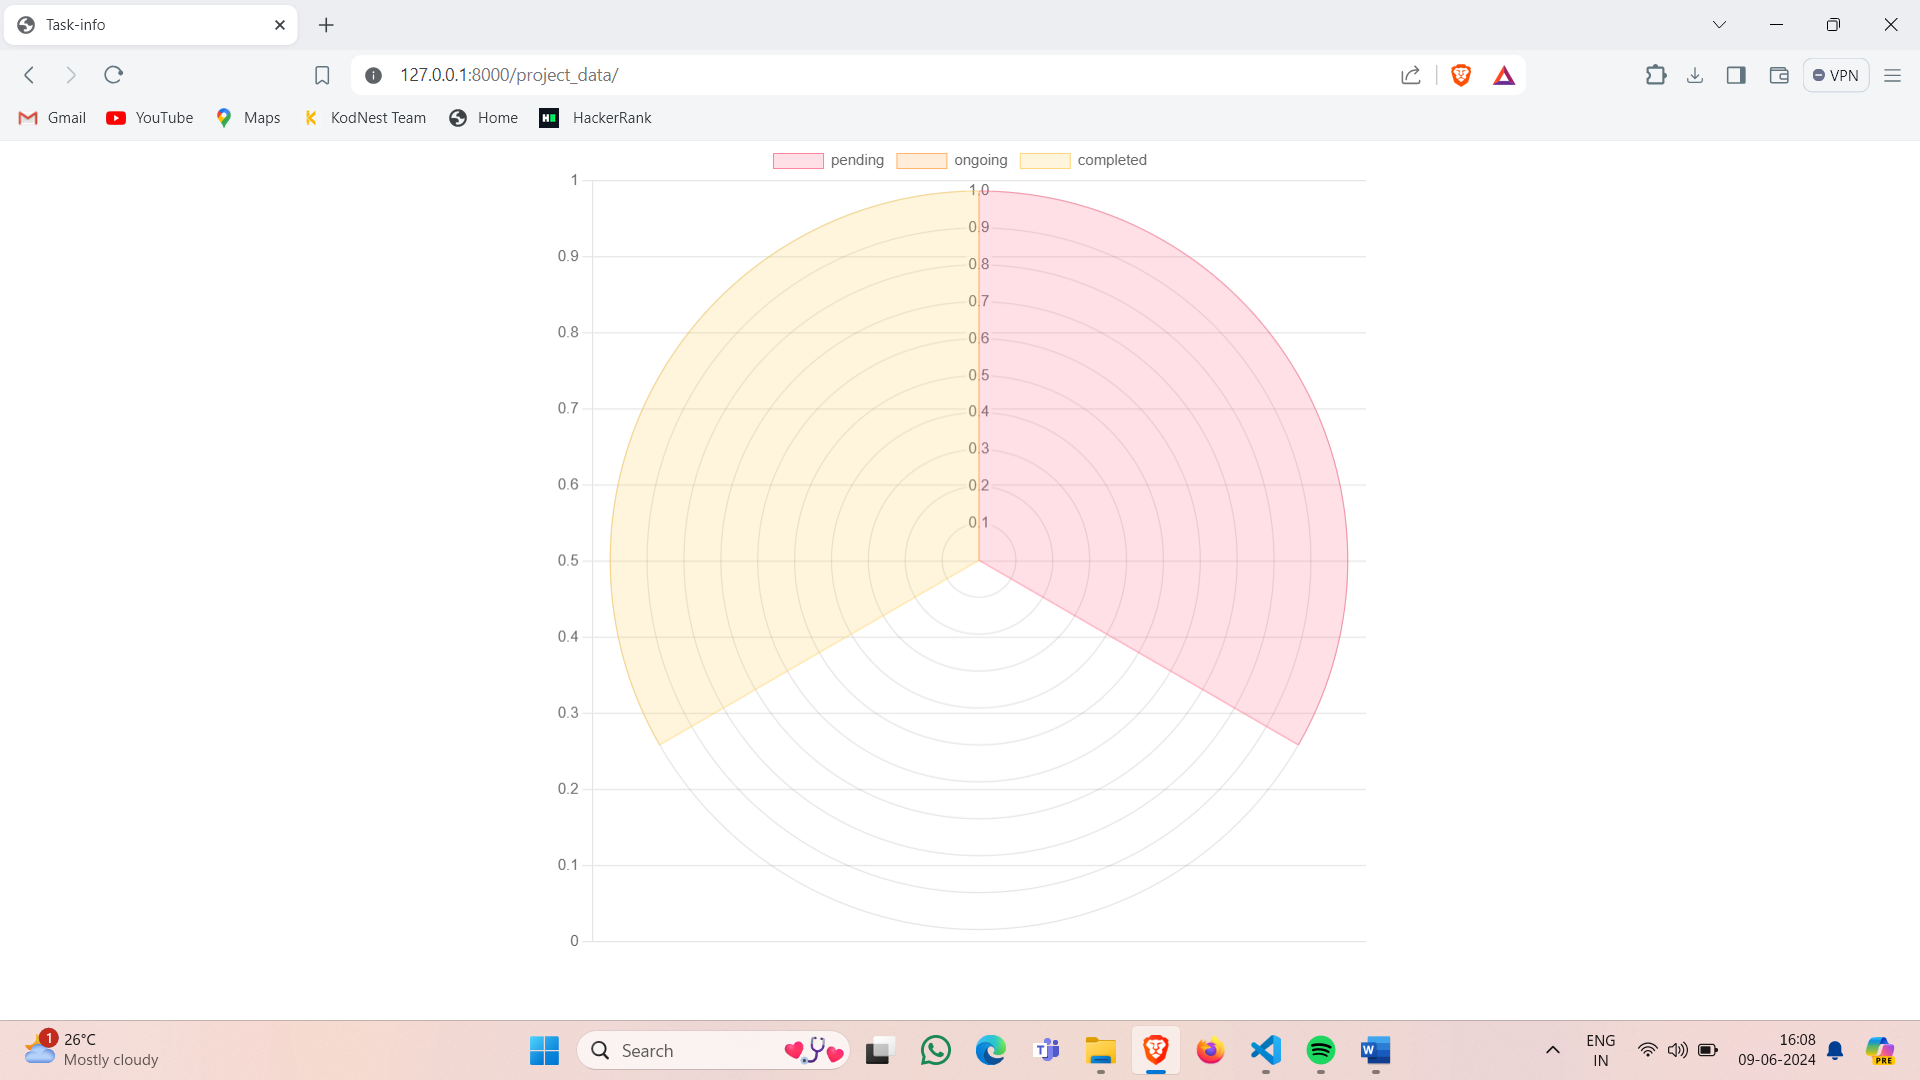 Task-info
127.0.0.1:8000/project_data/
VPN
Gmail YouTube Maps KodNest Team Home HackerRank
pending ongoing completed
1
0.9
0.8
0.7
0.6
0.5
0.4
0.3
0.2
0.1
0
1.0
0.9
0.8
0.7
0.6
0.5
0.4
0.3
0.2
0.1
1
26°C
Mostly cloudy
Search
ENG
IN
16:08
09-06-2024
PRE